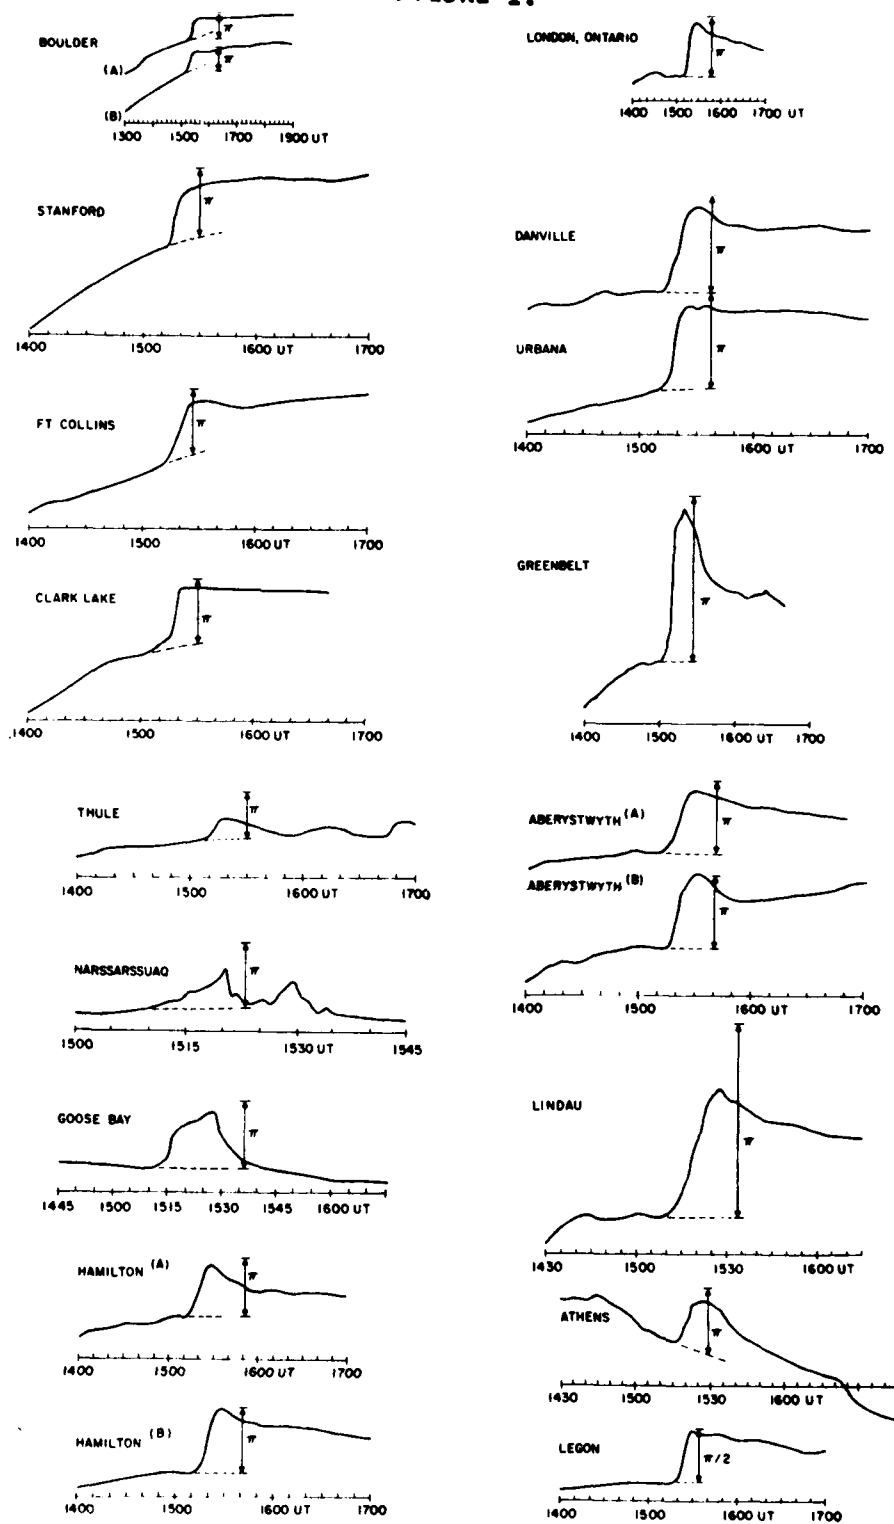 BOULDER
(A)
π
π
(B)
1300 1500 1700 1900 UT
STANFORD
π
1400 1500 1600 UT 1700
FT COLLINS
π
1400 1500 1600 UT 1700
CLARK LAKE
π
1400 1500 1600 UT 1700
THULE
π
1400 1500 1600 UT 1700
NARSSARSSUAQ
π
1500 1515 1530 UT 1545
GOOSE BAY
π
1445 1500 1515 1530 1545 1600 UT
HAMILTON (A)
π
1400 1500 1600 UT 1700
HAMILTON (B)
π
1400 1500 1600 UT 1700
LONDON, ONTARIO
π
1400 1500 1600 1700 UT
DANVILLE
π
URBANA
π
1400 1500 1600 UT 1700
GREENBELT
π
1400 1500 1600 UT 1700
ABERYSTWYTH (A)
π
ABERYSTWYTH (B)
π
1400 1500 1600 UT 1700
LINDAU
π
1430 1500 1530 1600 UT
ATHENS
π
1430 1500 1530 1600 UT
LEGON
π/2
1400 1500 1600 UT 1700